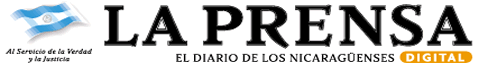 LA PRENSA
Al Servicio de la Verdad
y la Justicia
EL DIARIO DE LOS NICARAGÜENSES DIGITAL